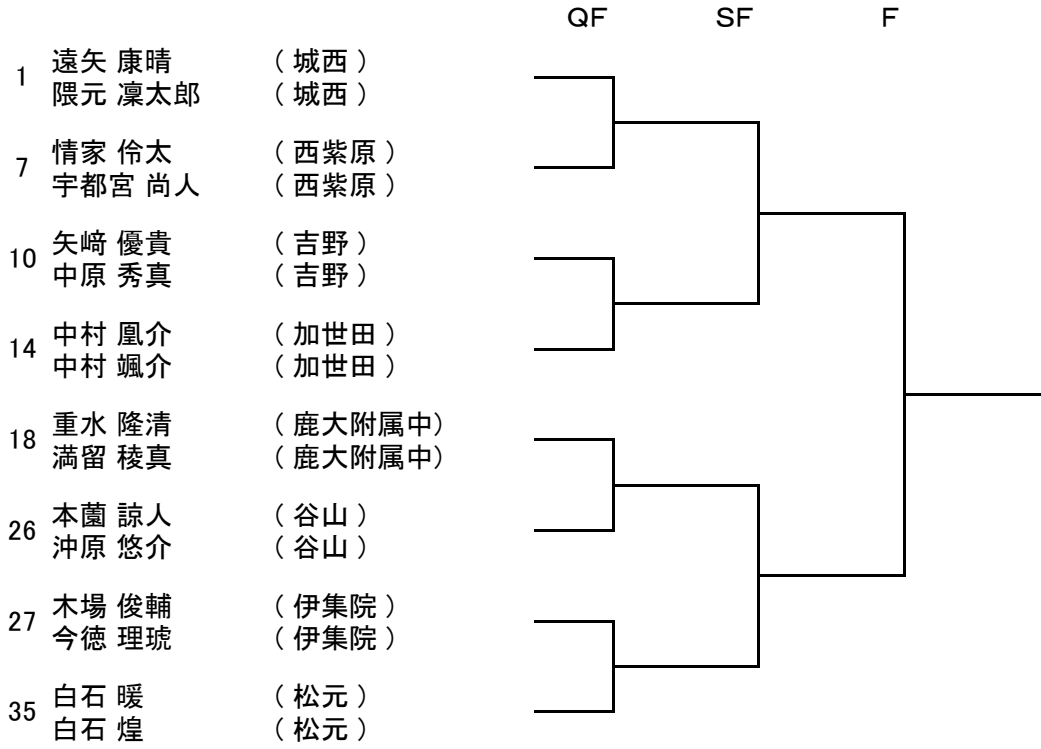 QF SF F
1 遠矢 康晴 ( 城西 )
隈元 凜太郎 ( 城西 )
7 情家 伶太 ( 西紫原 )
宇都宮 尚人 ( 西紫原 )
10 矢﨑 優貴 ( 吉野 )
中原 秀真 ( 吉野 )
14 中村 凰介 ( 加世田 )
中村 颯介 ( 加世田 )
18 重水 隆清 ( 鹿大附属中)
満留 稜真 ( 鹿大附属中)
26 本薗 諒人 ( 谷山 )
沖原 悠介 ( 谷山 )
27 木場 俊輔 ( 伊集院 )
今徳 理琥 ( 伊集院 )
35 白石 暖 ( 松元 )
白石 煌 ( 松元 )